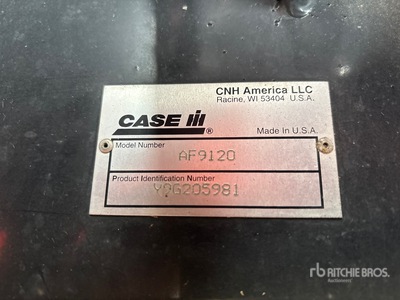 CNH America LLC
Racine, WI 53404 U.S.A.
CASE IH ®
Made in U.S.A.
Model Number
AF9120
Product Identification Number
YAG205981
rb RITCHIE BROS.
Auctioneers